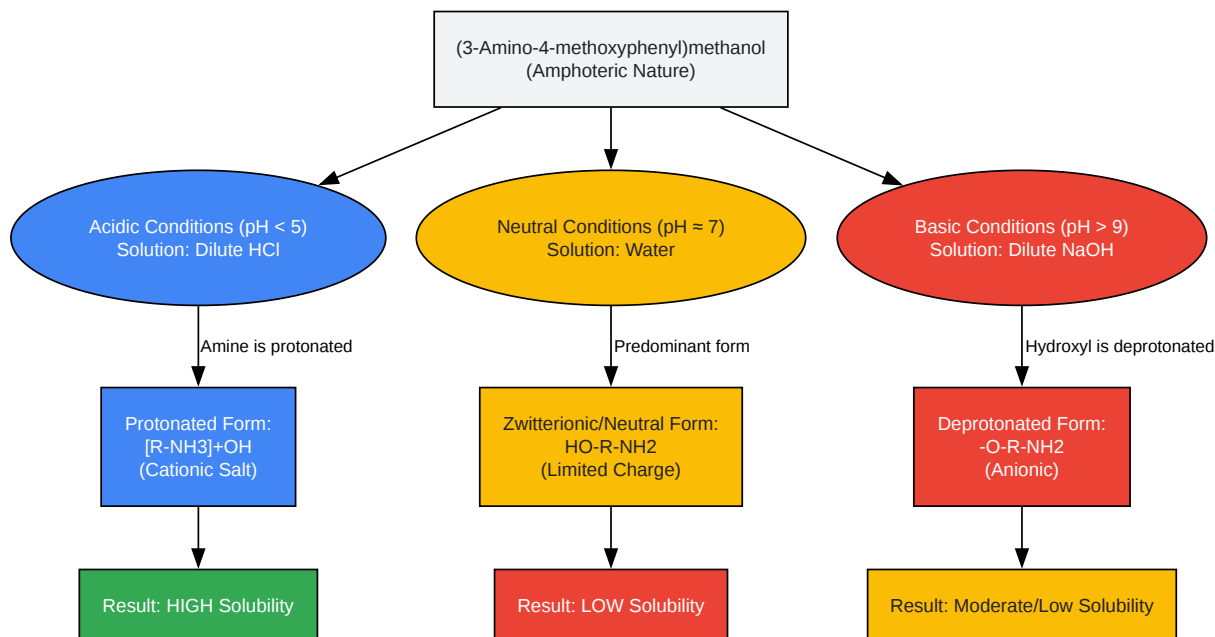 (3-Amino-4-methoxyphenyl)methanol
(Amphoteric Nature)
Acidic Conditions (pH < 5)
Solution: Dilute HCl
Neutral Conditions (pH ≈ 7)
Solution: Water
Basic Conditions (pH > 9)
Solution: Dilute NaOH
Amine is protonated
Predominant form
Hydroxyl is deprotonated
Protonated Form:
[R-NH3]+OH
(Cationic Salt)
Zwitterionic/Neutral Form:
HO-R-NH2
(Limited Charge)
Deprotonated Form:
-O-R-NH2
(Anionic)
Result: HIGH Solubility
Result: LOW Solubility
Result: Moderate/Low Solubility